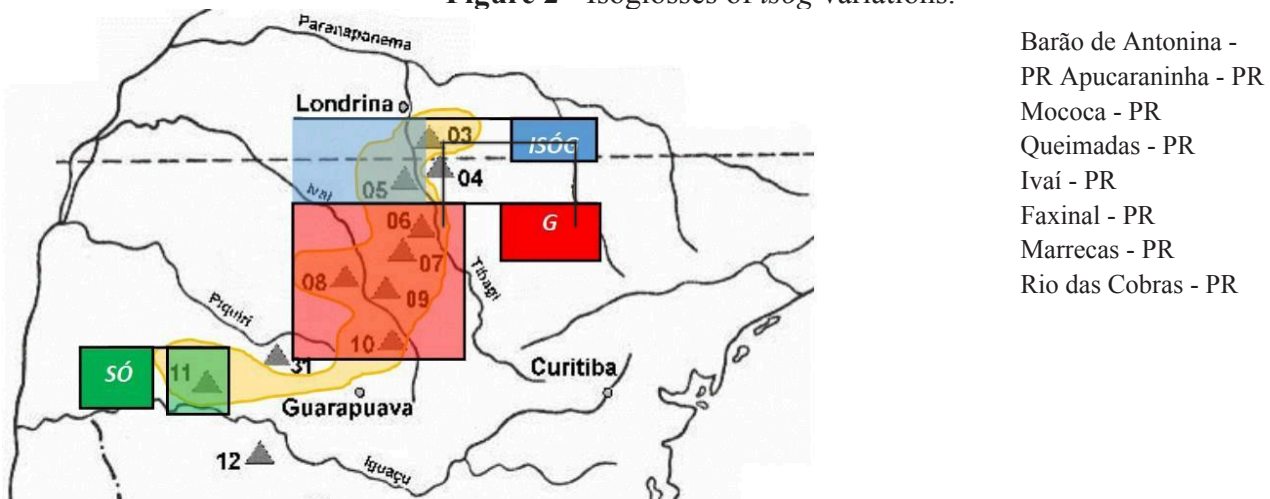 Figure 2 - Isoglosses of isóg variations.
Paranapanema
Londrina
03
ISÓG
05
04
Ivaí
06
G
07
08
09
Tibagi
Piquiri
10
31
SÓ
11
Curitiba
Guarapuava
12
Iguaçu
Barão de Antonina -
PR Apucaraninha - PR
Mococa - PR
Queimadas - PR
Ivaí - PR
Faxinal - PR
Marrecas - PR
Rio das Cobras - PR